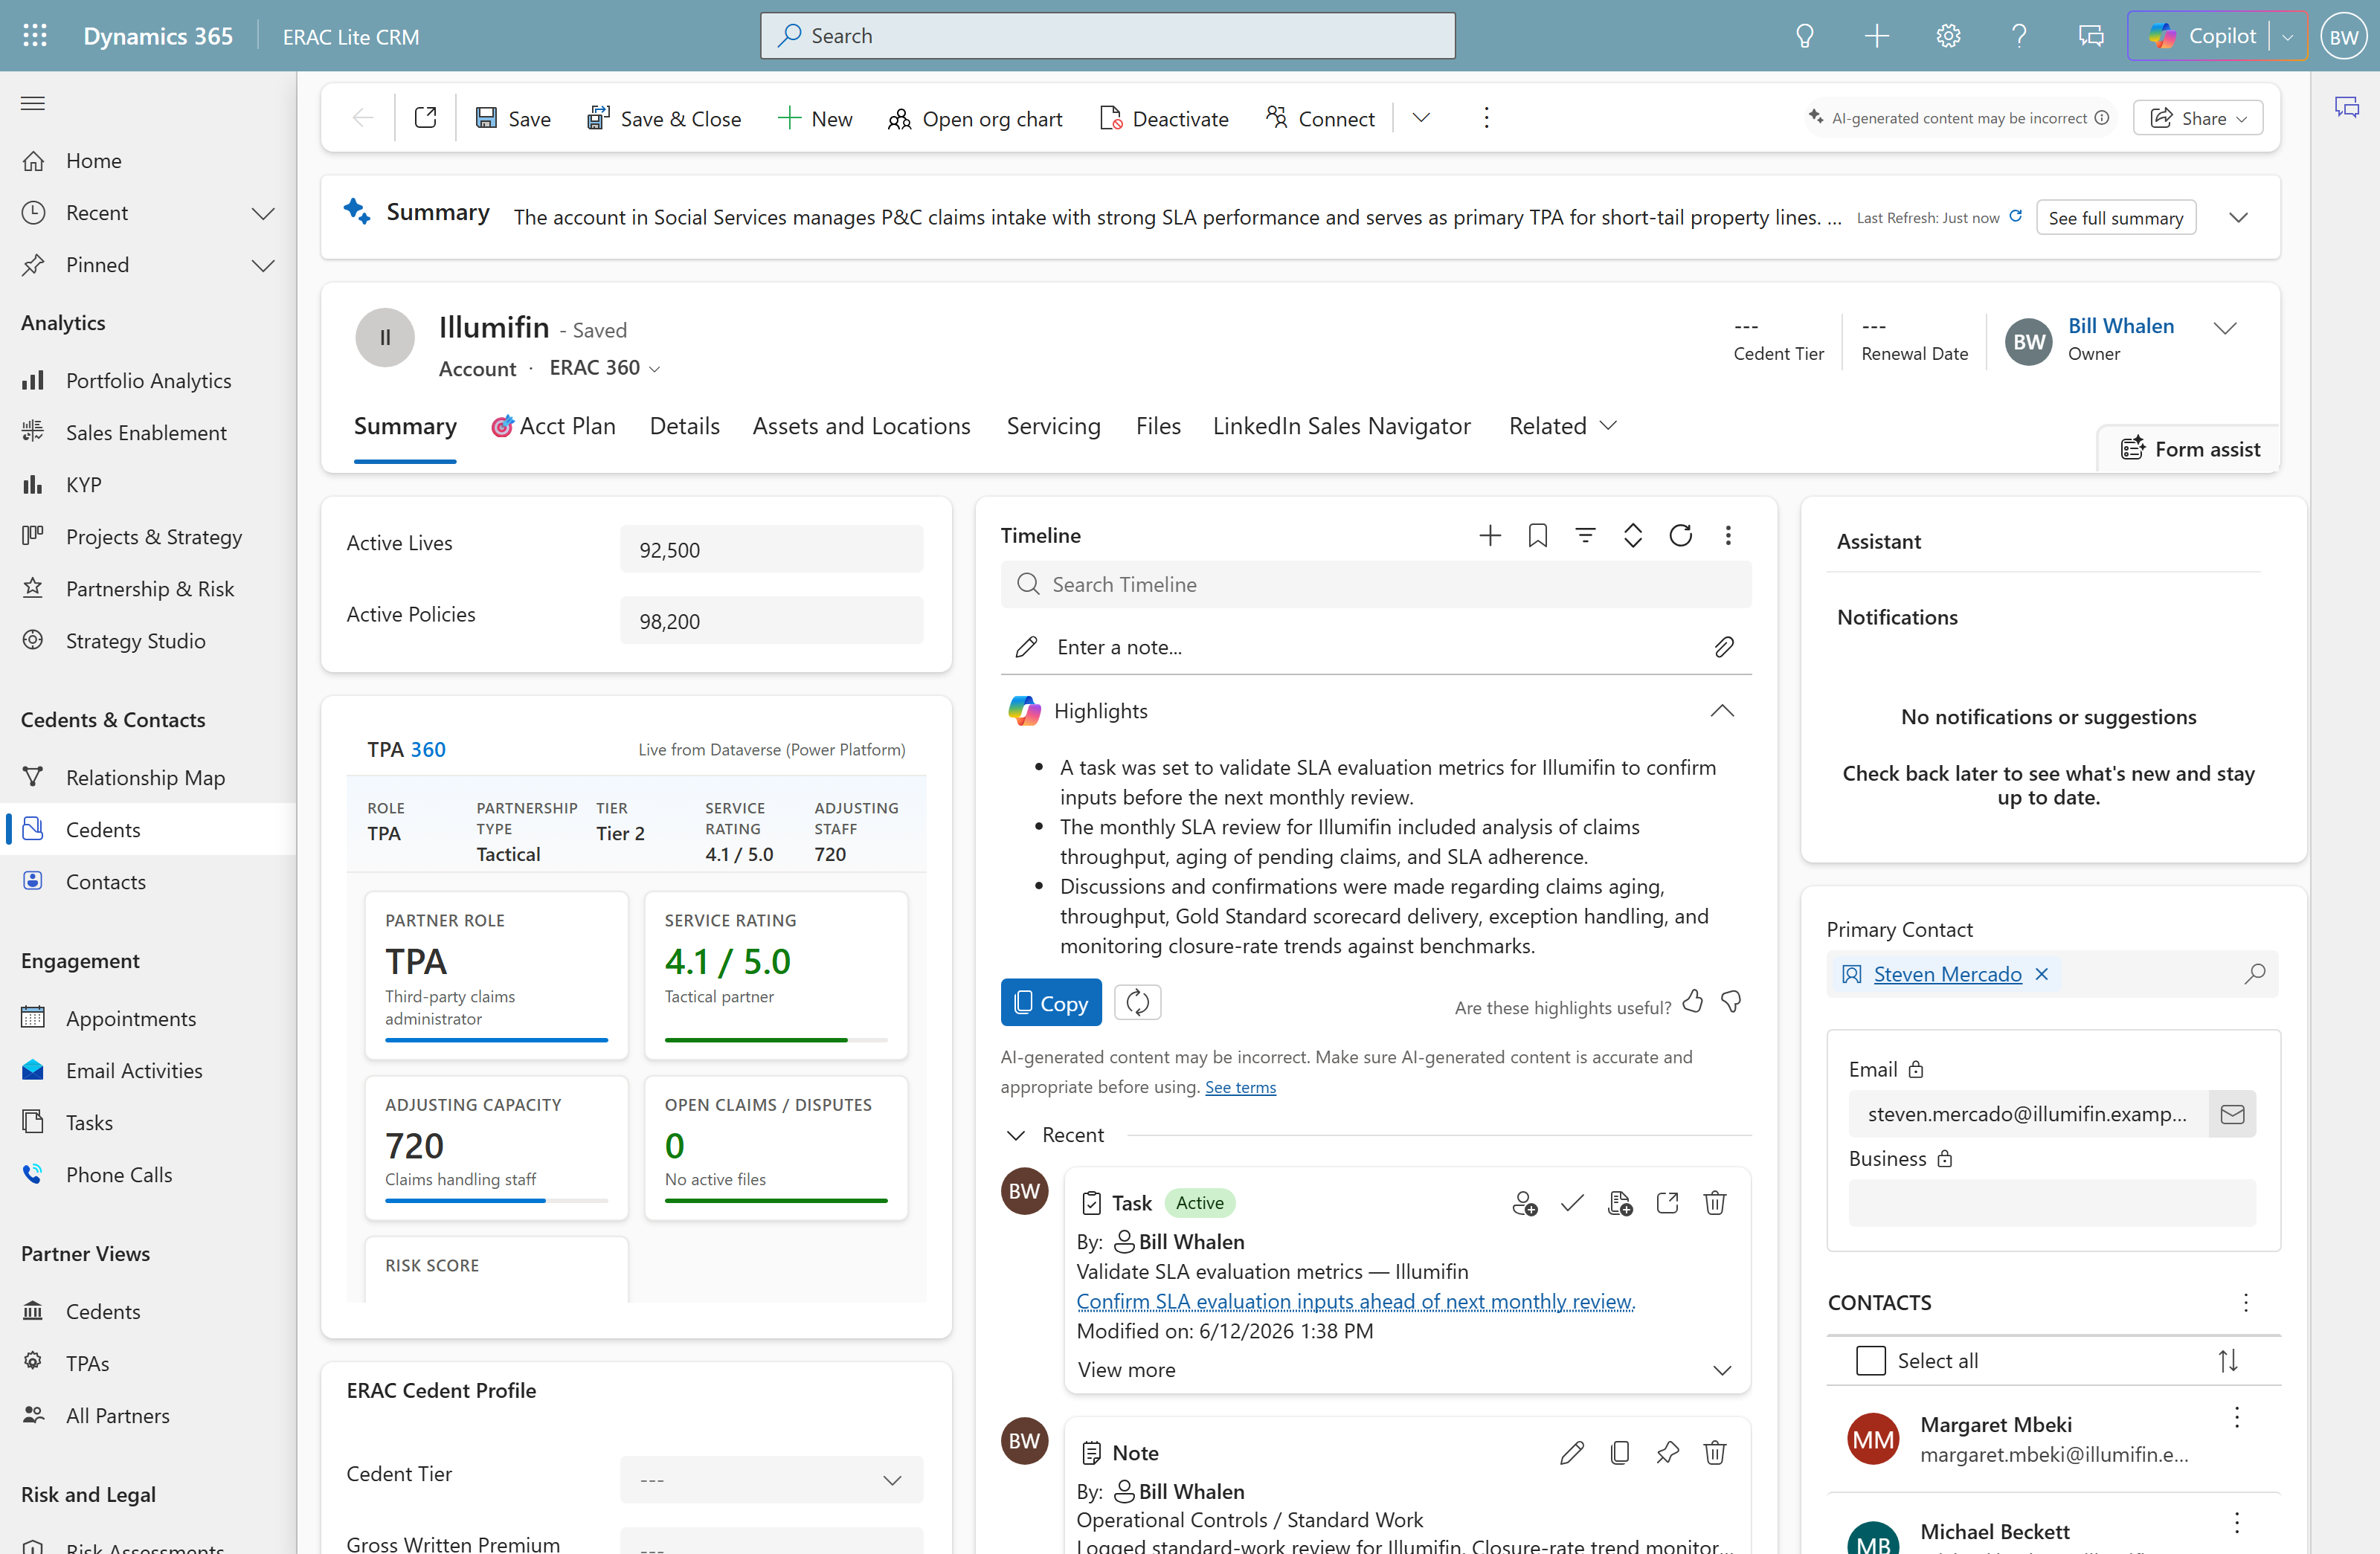 Dynamics 365
ERAC Lite CRM
Search
Copilot
BW
Save
Save & Close
New
Open org chart
Deactivate
Connect
AI-generated content may be incorrect
Share
Home
Recent
Pinned
Analytics
Portfolio Analytics
Sales Enablement
KYP
Projects & Strategy
Partnership & Risk
Strategy Studio
Cedents & Contacts
Relationship Map
Cedents
Contacts
Engagement
Appointments
Email Activities
Tasks
Phone Calls
Partner Views
Cedents
TPAs
All Partners
Risk and Legal
Risk Assessments
Summary
The account in Social Services manages P&C claims intake with strong SLA performance and serves as primary TPA for short-tail property lines. ...
Last Refresh: Just now
See full summary
II
Illumifin - Saved
Account · ERAC 360
---
Cedent Tier
---
Renewal Date
BW
Bill Whalen
Owner
Summary
Acct Plan
Details
Assets and Locations
Servicing
Files
LinkedIn Sales Navigator
Related
Form assist
Active Lives
92,500
Active Policies
98,200
TPA 360
Live from Dataverse (Power Platform)
ROLE
TPA
PARTNERSHIP
TYPE
Tactical
TIER
Tier 2
SERVICE
RATING
4.1 / 5.0
ADJUSTING
STAFF
720
PARTNER ROLE
TPA
Third-party claims
administrator
SERVICE RATING
4.1 / 5.0
Tactical partner
ADJUSTING CAPACITY
720
Claims handling staff
OPEN CLAIMS / DISPUTES
0
No active files
RISK SCORE
ERAC Cedent Profile
Cedent Tier
---
Gross Written Premium
---
Timeline
Search Timeline
Enter a note...
Highlights
• A task was set to validate SLA evaluation metrics for Illumifin to confirm
inputs before the next monthly review.
• The monthly SLA review for Illumifin included analysis of claims
throughput, aging of pending claims, and SLA adherence.
• Discussions and confirmations were made regarding claims aging,
throughput, Gold Standard scorecard delivery, exception handling, and
monitoring closure-rate trends against benchmarks.
Copy
Are these highlights useful?
AI-generated content may be incorrect. Make sure AI-generated content is accurate and
appropriate before using. See terms
Recent
BW
Task
Active
By: Bill Whalen
Validate SLA evaluation metrics — Illumifin
Confirm SLA evaluation inputs ahead of next monthly review.
Modified on: 6/12/2026 1:38 PM
View more
BW
Note
By: Bill Whalen
Operational Controls / Standard Work
Logged standard-work review for Illumifin. Closure-rate trend monitor...
Assistant
Notifications
No notifications or suggestions
Check back later to see what's new and stay
up to date.
Primary Contact
Steven Mercado
Email
steven.mercado@illumifin.examp...
Business
CONTACTS
Select all
MM
Margaret Mbeki
margaret.mbeki@illumifin.e...
MB
Michael Beckett